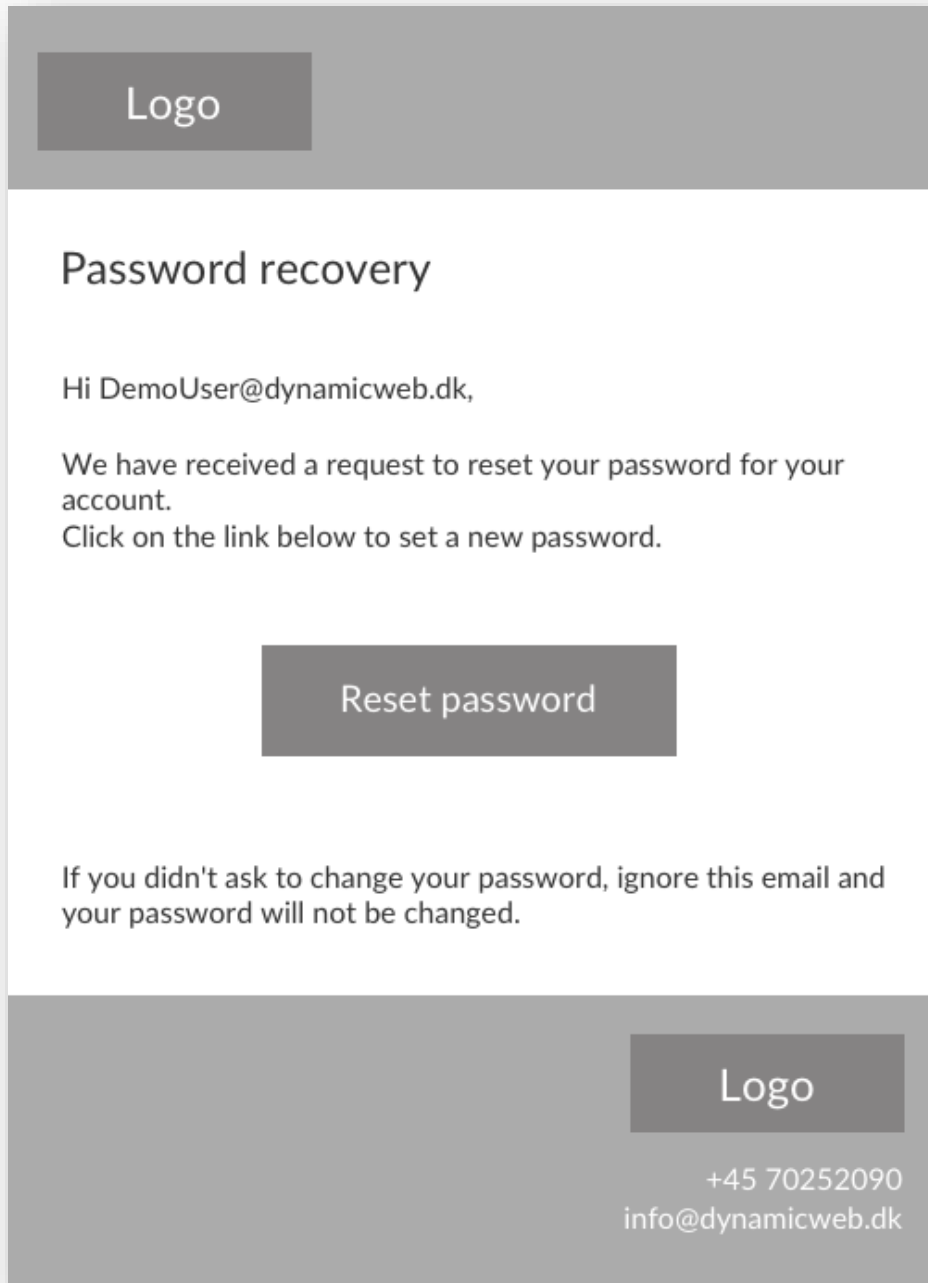 Logo
Password recovery
Hi DemoUser@dynamicweb.dk,
We have received a request to reset your password for your
account.
Click on the link below to set a new password.
Reset password
If you didn't ask to change your password, ignore this email and
your password will not be changed.
Logo
+45 70252090
info@dynamicweb.dk